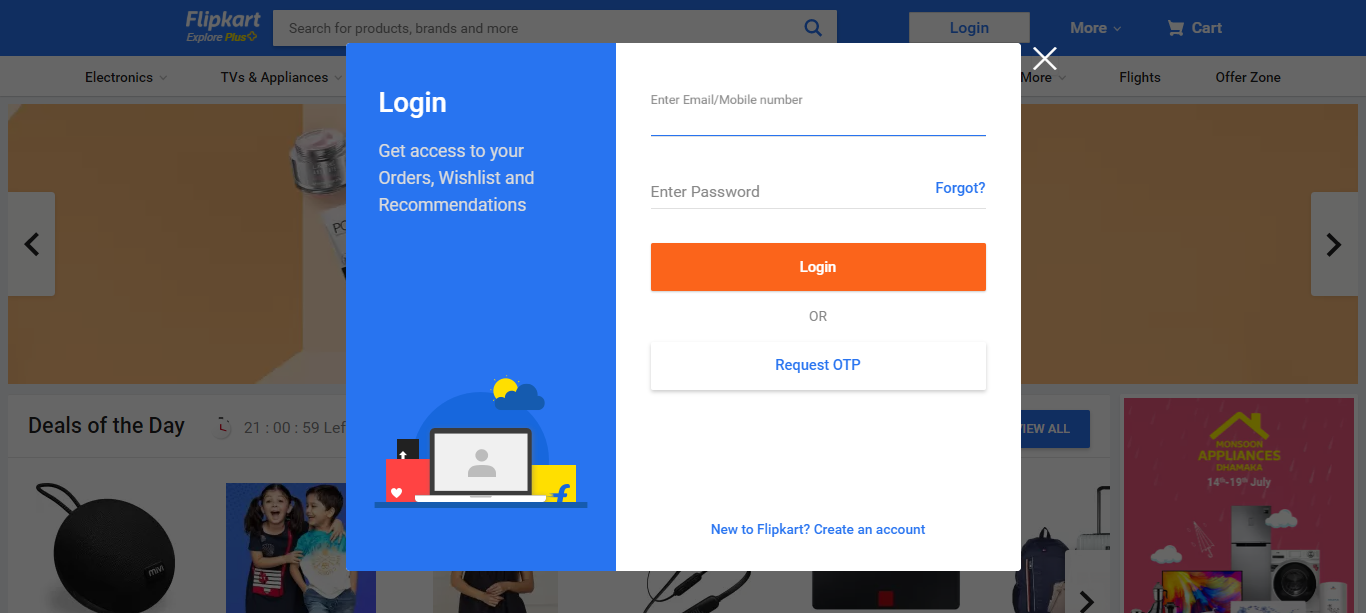 Flipkart
Explore Plus
Search for products, brands and more
Login
More
Cart
Electronics
TVs & Appliances
More
Flights
Offer Zone
Login
Get access to your
Orders, Wishlist and
Recommendations
Enter Email/Mobile number
Enter Password
Forgot?
Login
OR
Request OTP
New to Flipkart? Create an account
Deals of the Day
21 : 00 : 59 Lef
VIEW ALL
MONSOON
APPLIANCES
DHAMAKA
14th-19th July
mivi